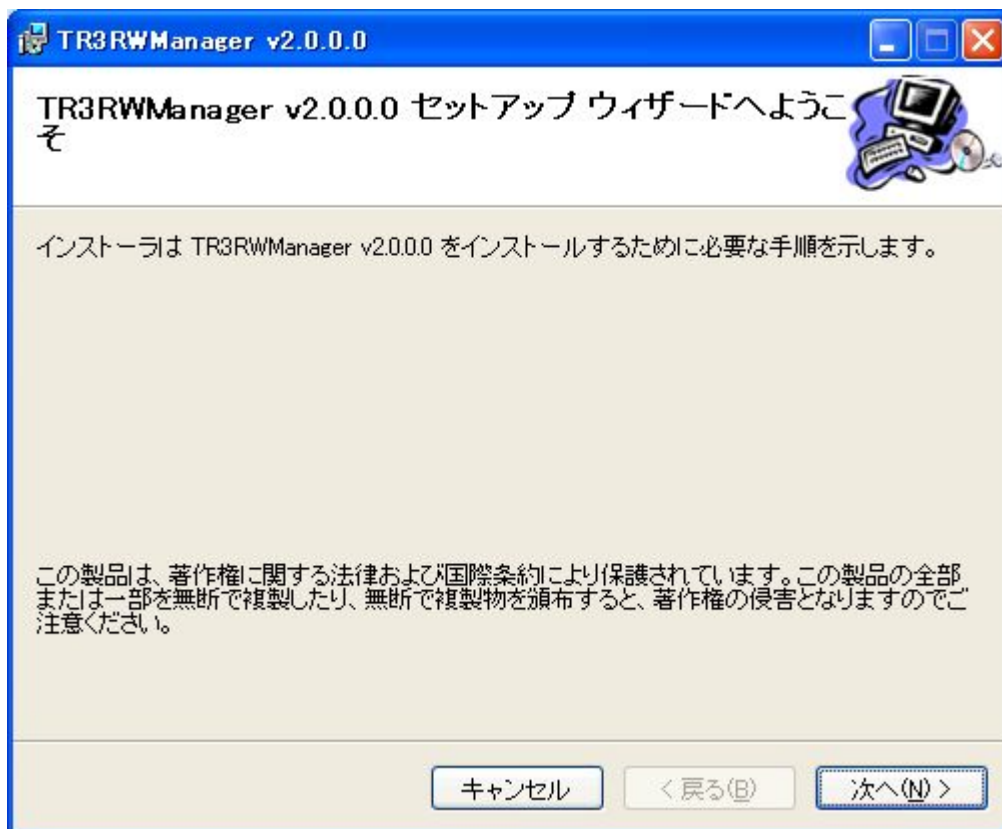 TR3RWManager v2.0.0.0
TR3RWManager v2.0.0.0 セットアップ ウィザードへようこ
そ
インストーラは TR3RWManager v2.0.0.0 をインストールするために必要な手順を示します。
この製品は、著作権に関する法律および国際条約により保護されています。この製品の全部
または一部を無断で複製したり、無断で複製物を頒布すると、著作権の侵害となりますのでご
注意ください。
キャンセル
< 戻る(B)
次へ(N) >